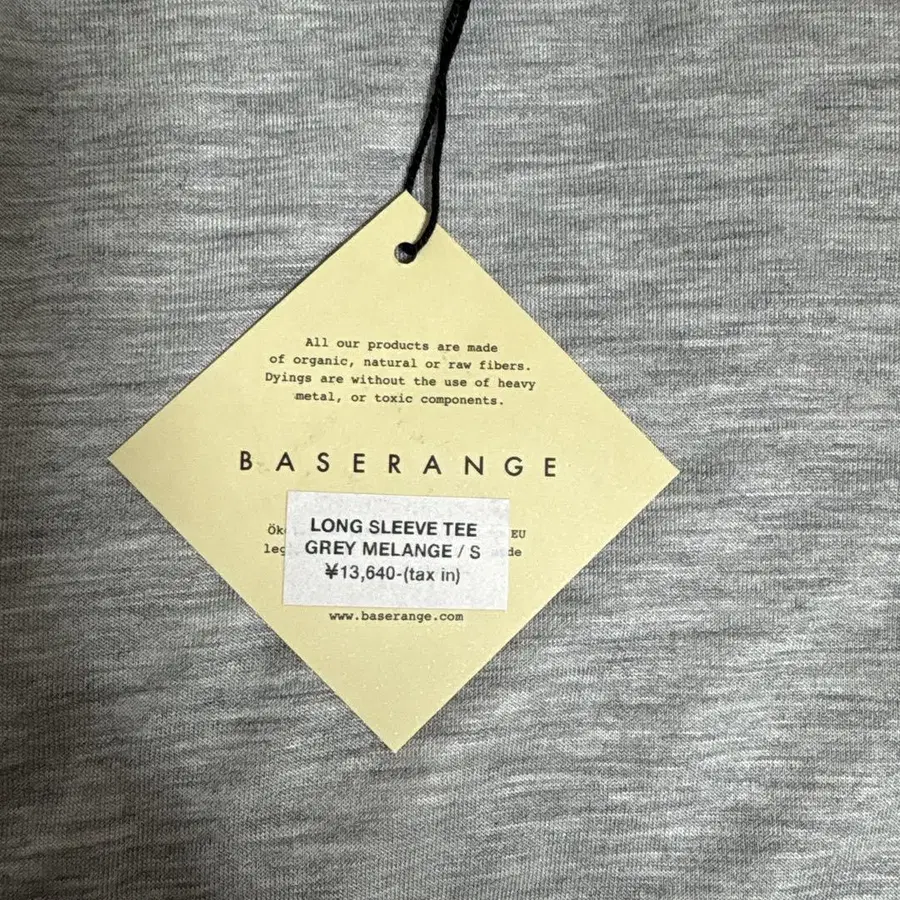 All our products are made
of organic, natural or raw fibers.
Dyings are without the use of heavy
metal, or toxic components.
BASERANGE
EU
LONG SLEEVE TEE
GREY MELANGE / S
¥13,640-(tax in)
www.baserange.com